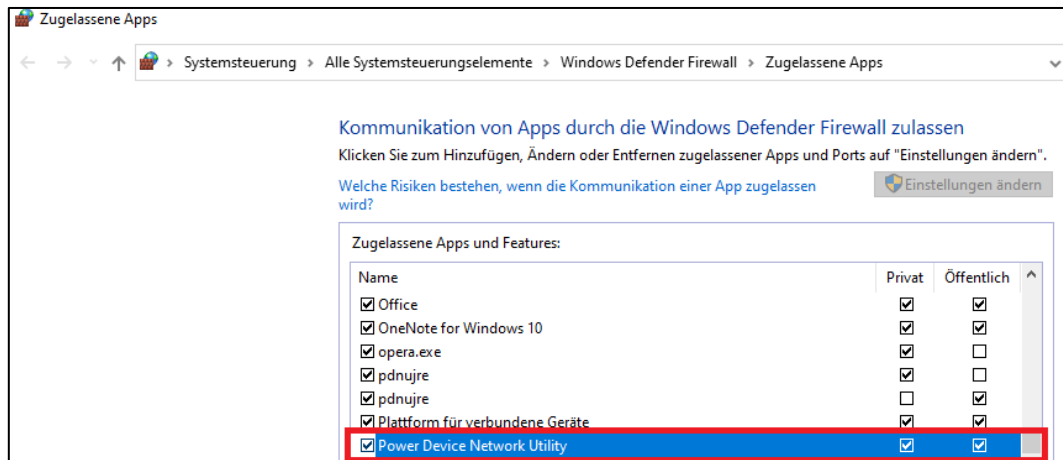 Zugelassene Apps
Systemsteuerung > Alle Systemsteuerungselemente > Windows Defender Firewall > Zugelassene Apps
Kommunikation von Apps durch die Windows Defender Firewall zulassen
Klicken Sie zum Hinzufügen, Ändern oder Entfernen zugelassener Apps und Ports auf "Einstellungen ändern".
Welche Risiken bestehen, wenn die Kommunikation einer App zugelassen
wird?
Einstellungen ändern
Zugelassene Apps und Features:
Name Privat Öffentlich
Office
OneNote for Windows 10
opera.exe
pdnujre
pdnujre
Plattform für verbundene Geräte
Power Device Network Utility